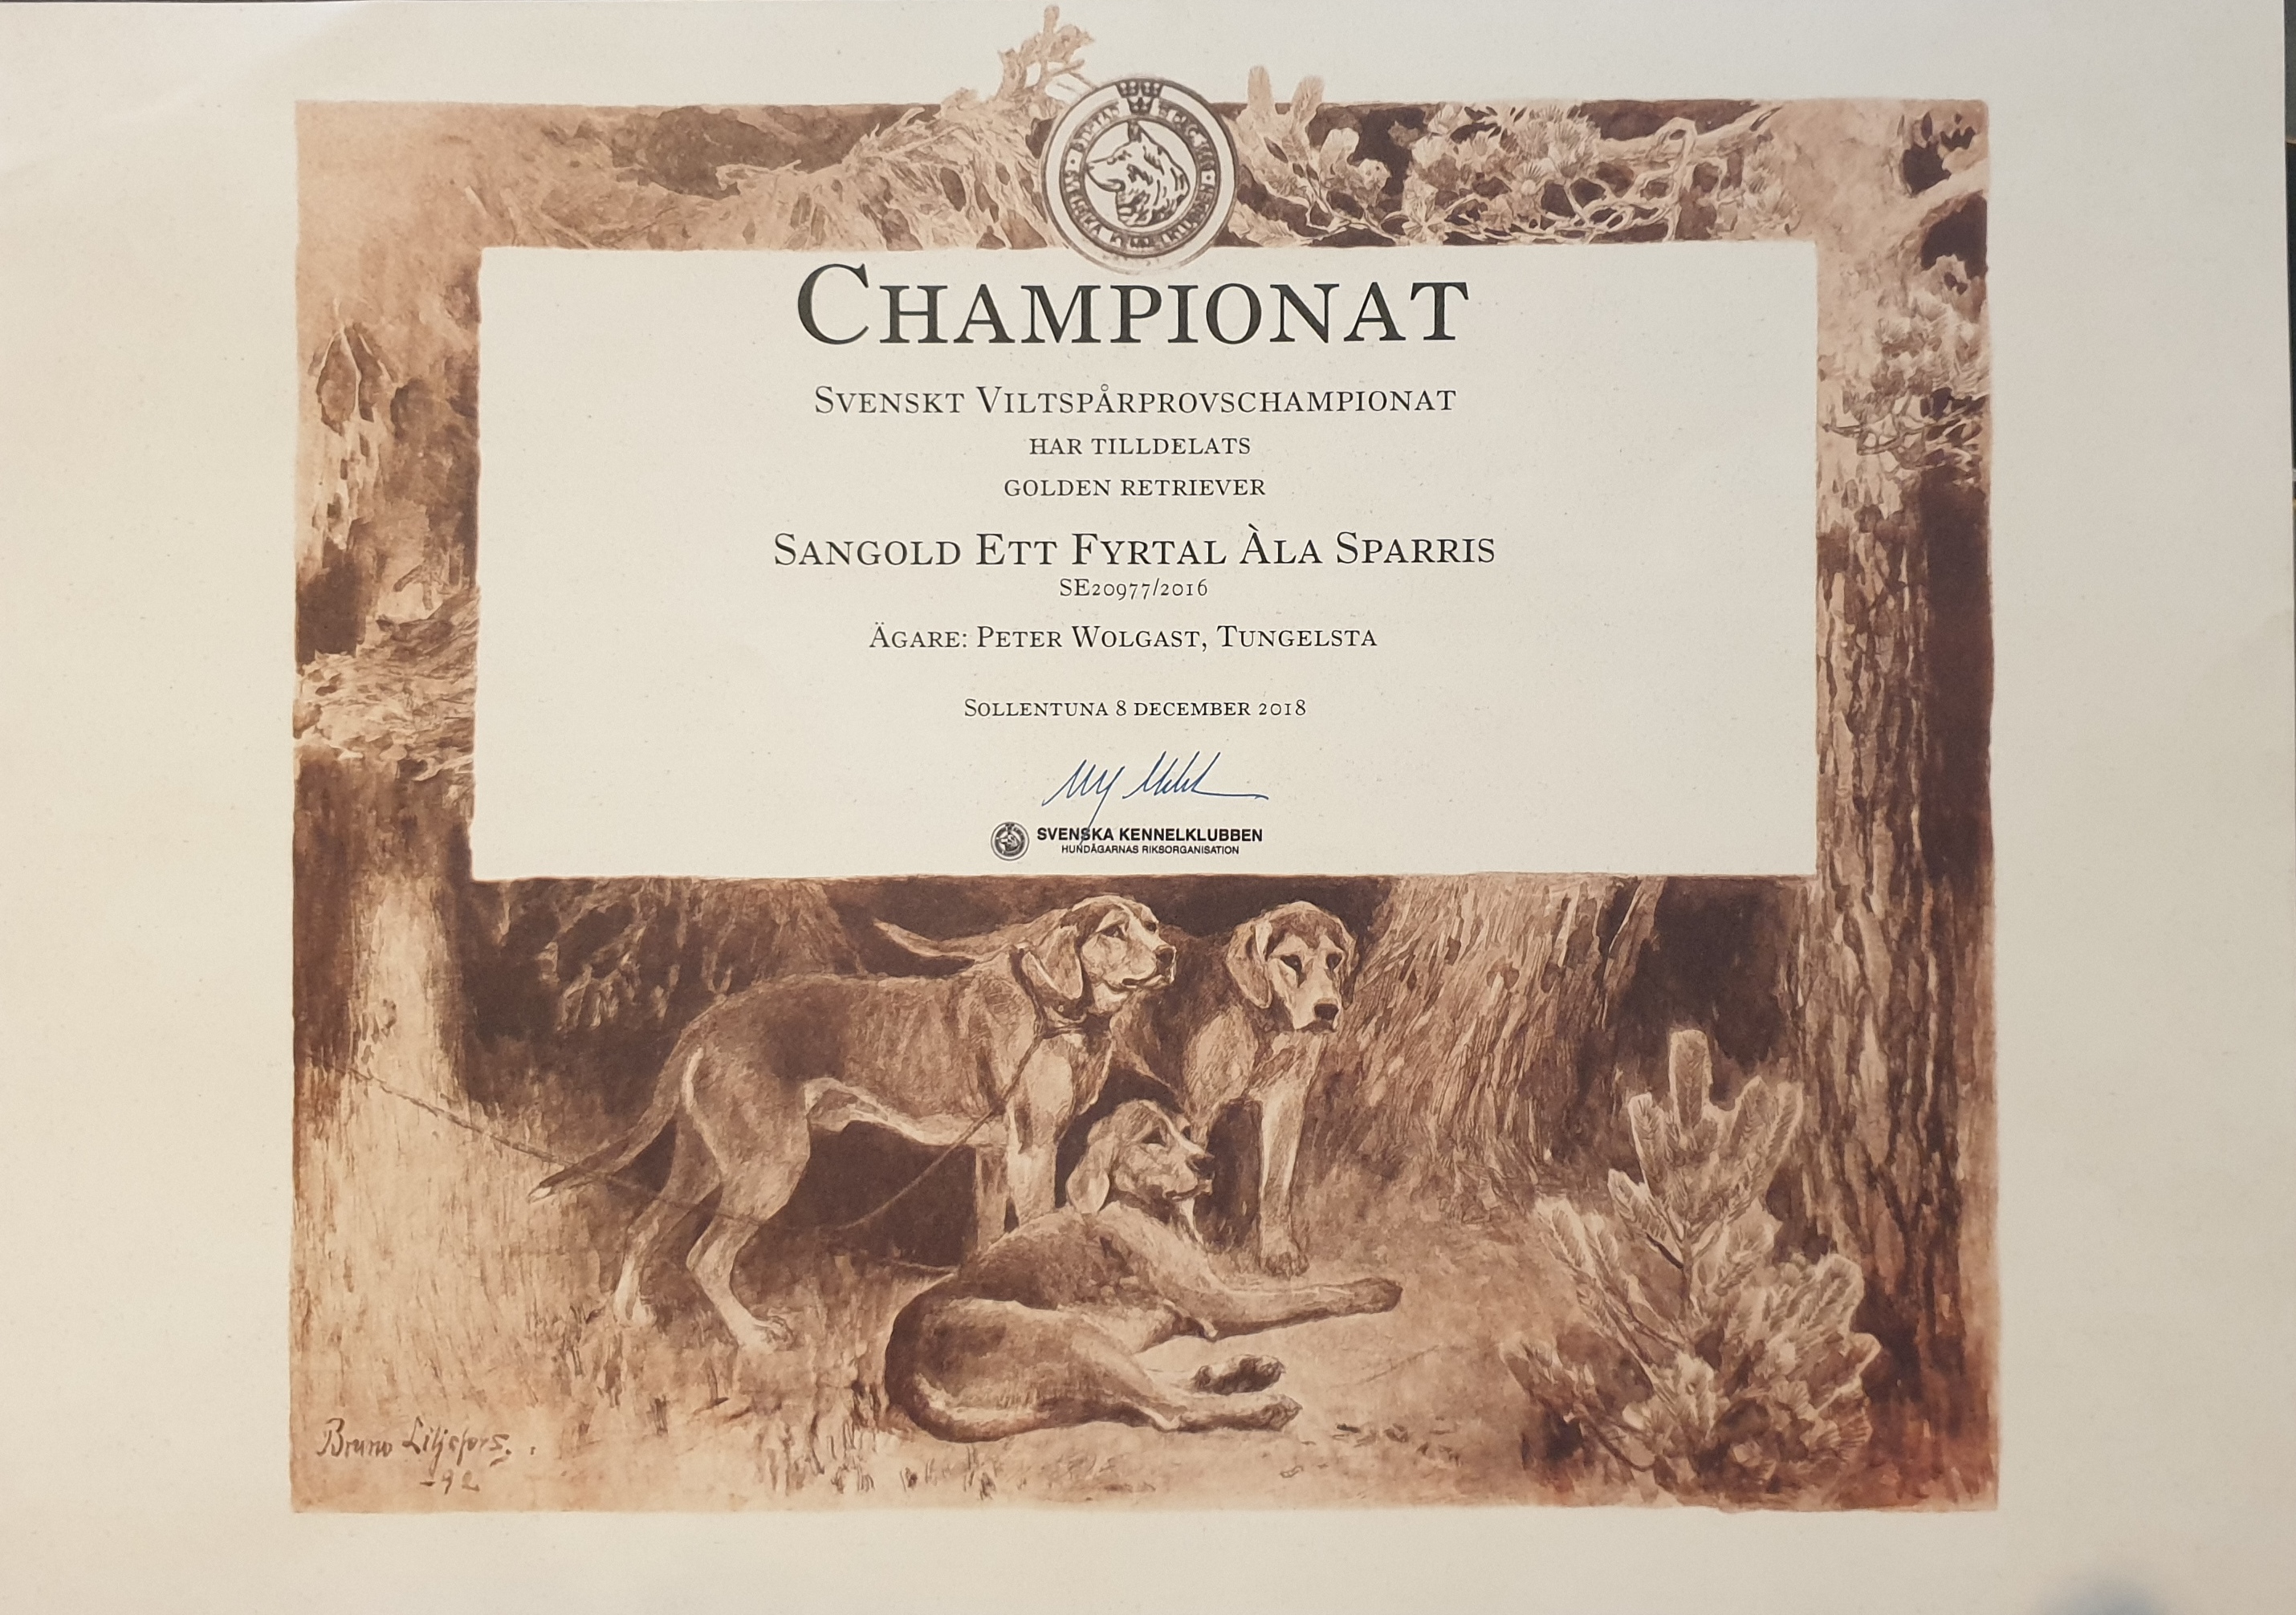 CHAMPIONAT
SVENSKT VILTSPÅRPROVSCHAMPIONAT
HAR TILLDELATS
GOLDEN RETRIEVER
SANGOLD ETT FYRTAL ÀLA SPARRIS
SE20977/2016
ÄGARE: PETER WOLGAST, TUNGELSTA
SOLLENTUNA 8 DECEMBER 2018
SVENSKA KENNELKLUBBEN
HUNDÄGARNAS RIKSORGANISATION
Bruno Liljefors.
-92